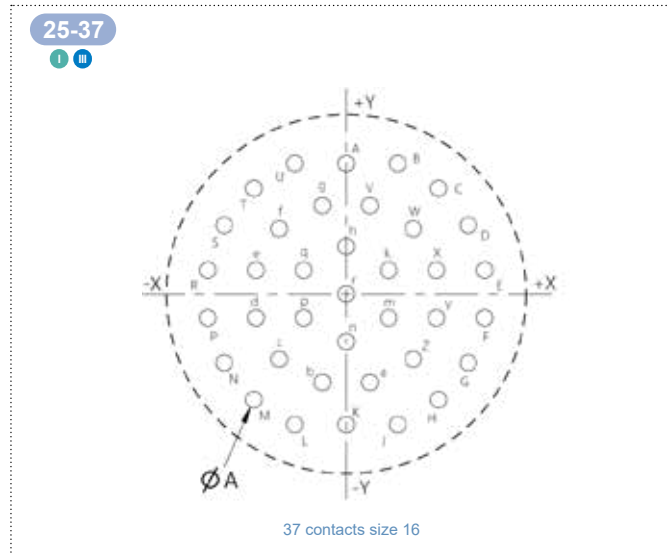 25-37
I III
+Y
A
U B
T g V C
S f W D
h
R e q k X E
-X r +X
P d p m Y F
n
N c Z G
b a
M K H
L J
ØA
-Y
37 contacts size 16